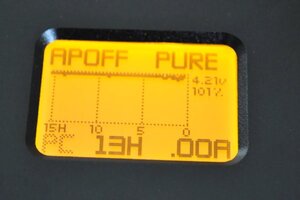 APOFF PURE
4.21v
101%
15H 10 5 0
PC 13H .00A